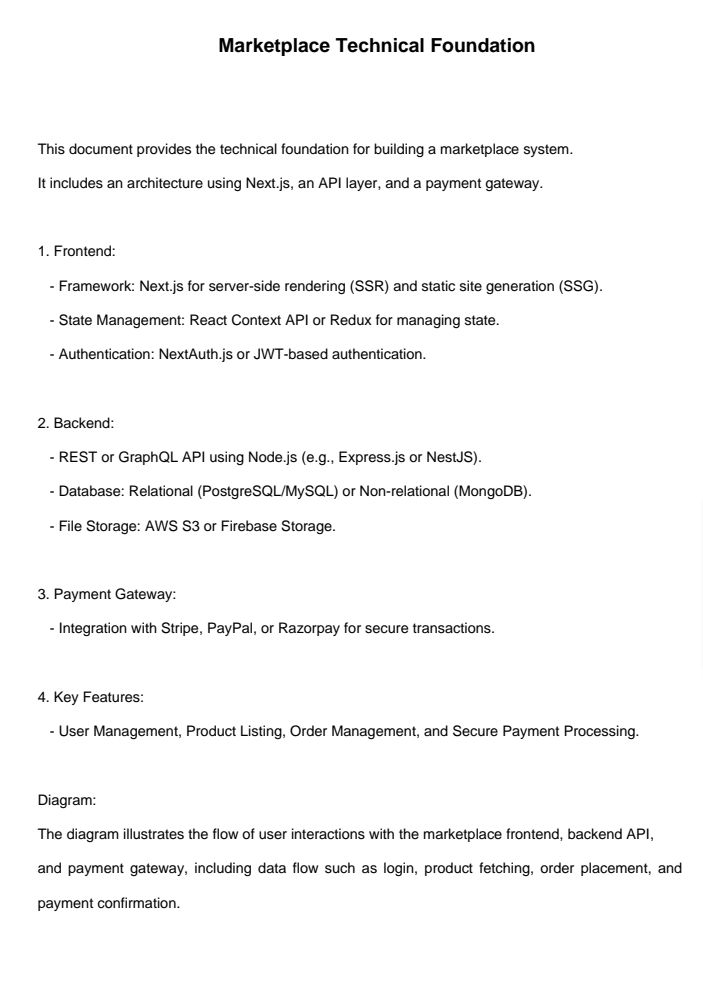 Marketplace Technical Foundation
This document provides the technical foundation for building a marketplace system.
It includes an architecture using Next.js, an API layer, and a payment gateway.
1. Frontend:
- Framework: Next.js for server-side rendering (SSR) and static site generation (SSG).
- State Management: React Context API or Redux for managing state.
- Authentication: NextAuth.js or JWT-based authentication.
2. Backend:
- REST or GraphQL API using Node.js (e.g., Express.js or NestJS).
- Database: Relational (PostgreSQL/MySQL) or Non-relational (MongoDB).
- File Storage: AWS S3 or Firebase Storage.
3. Payment Gateway:
- Integration with Stripe, PayPal, or Razorpay for secure transactions.
4. Key Features:
- User Management, Product Listing, Order Management, and Secure Payment Processing.
Diagram:
The diagram illustrates the flow of user interactions with the marketplace frontend, backend API,
and payment gateway, including data flow such as login, product fetching, order placement, and
payment confirmation.